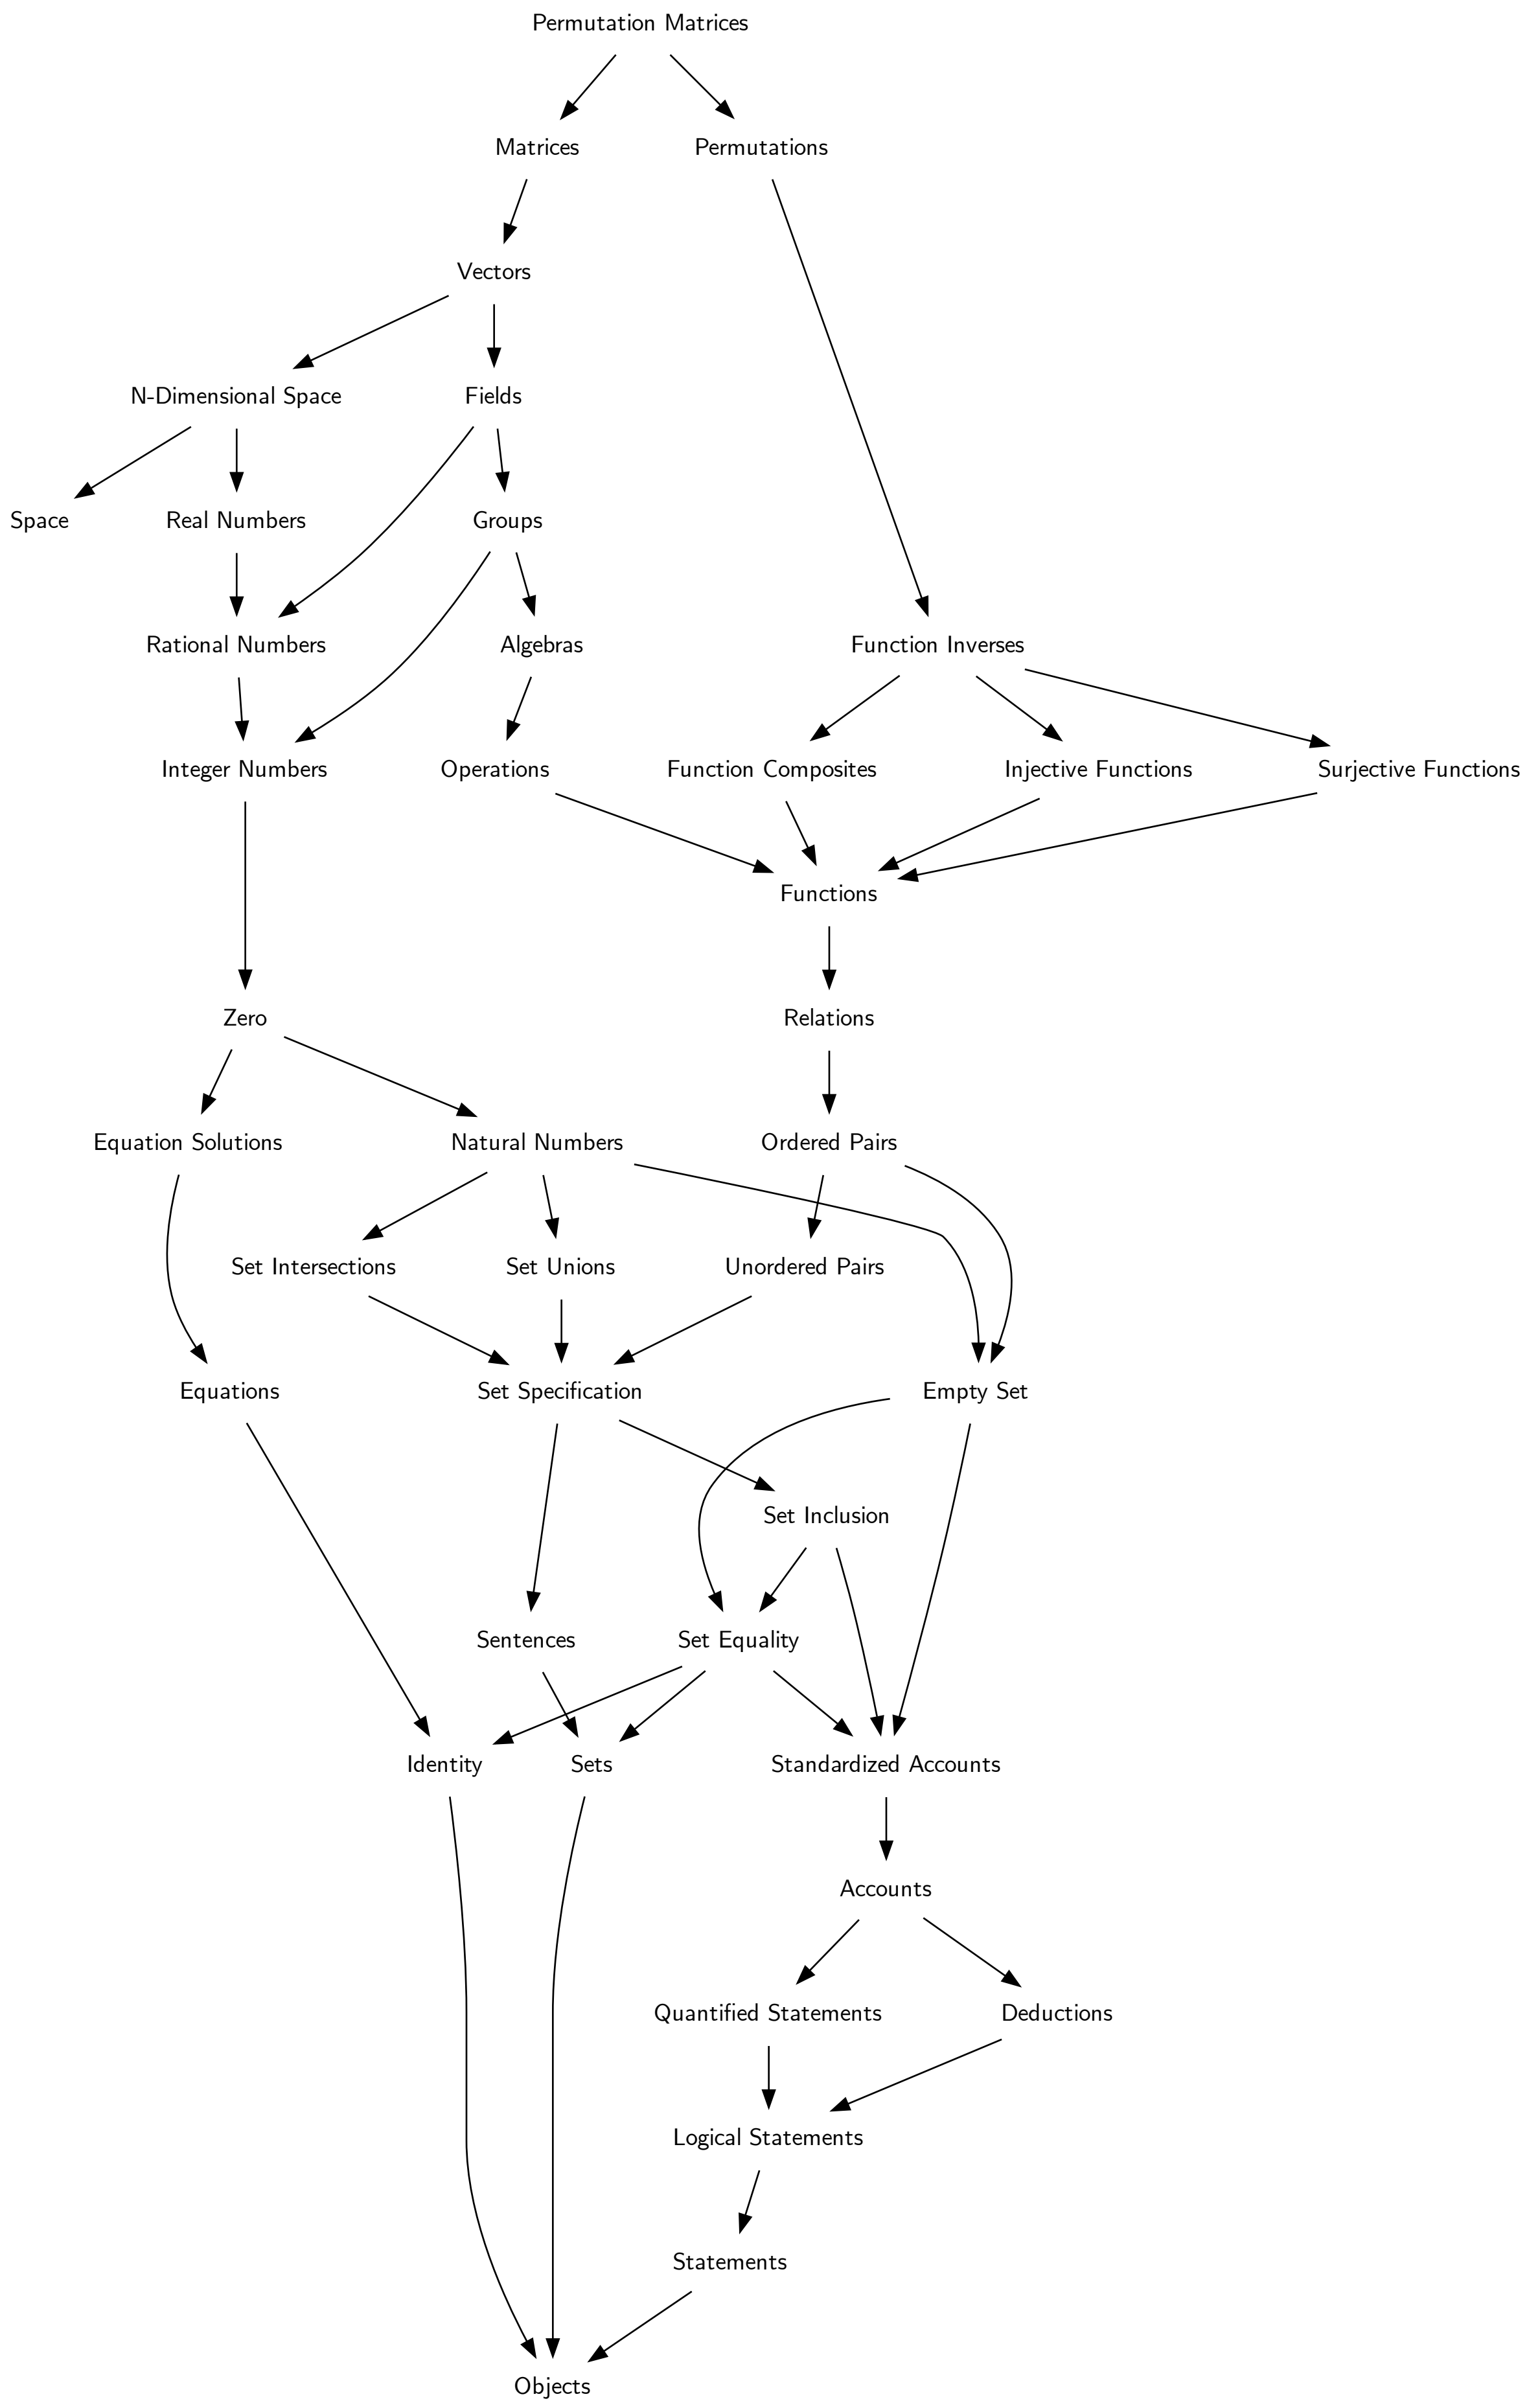 Permutation Matrices
Matrices
Permutations
Vectors
N-Dimensional Space
Fields
Space
Real Numbers
Groups
Rational Numbers
Algebras
Function Inverses
Integer Numbers
Operations
Function Composites
Injective Functions
Surjective Functions
Functions
Zero
Relations
Equation Solutions
Natural Numbers
Ordered Pairs
Set Intersections
Set Unions
Unordered Pairs
Equations
Set Specification
Empty Set
Set Inclusion
Sentences
Set Equality
Identity
Sets
Standardized Accounts
Accounts
Quantified Statements
Deductions
Logical Statements
Statements
Objects